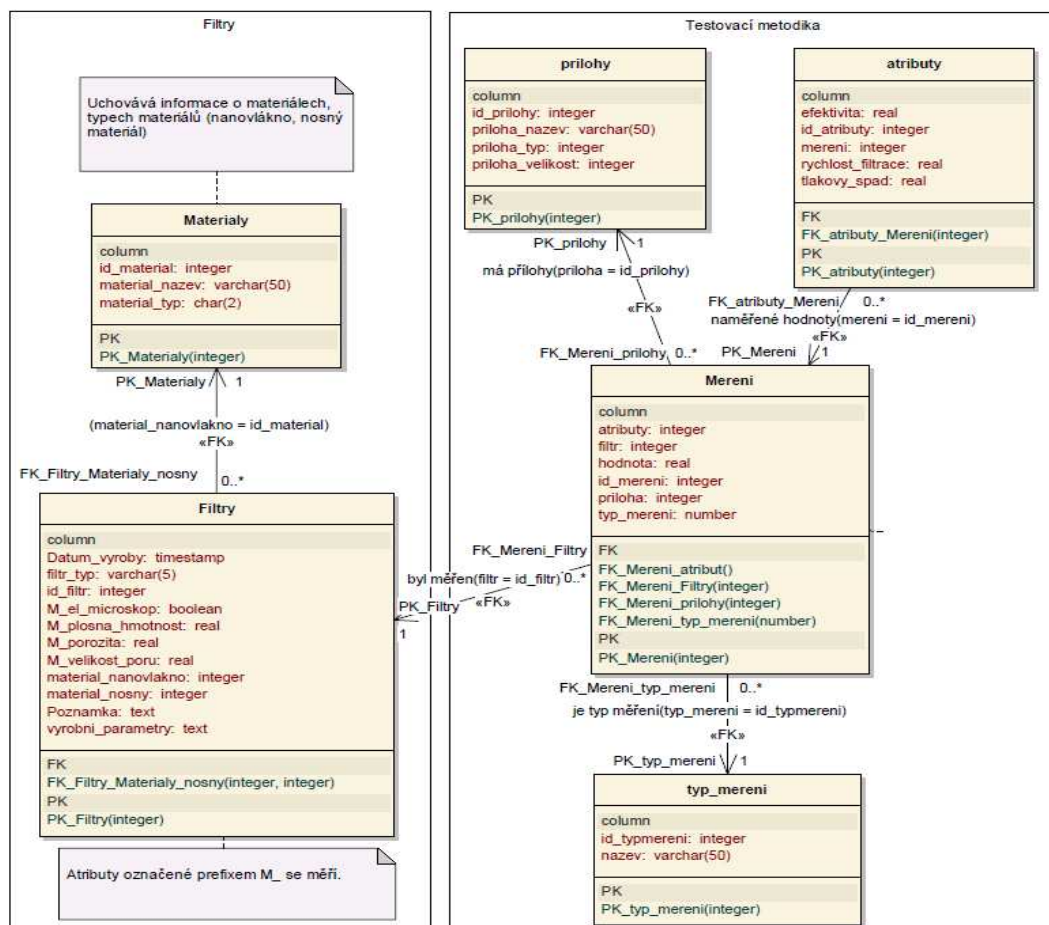 Filtry
Uchovává informace o materiálech,
typech materiálů (nanovlákno, nosný
materiál)
Materialy
column
id_material: integer
material_nazev: varchar(50)
material_typ: char(2)
PK
PK_Materialy(integer)
PK_Materialy 1
(material_nanovlakno = id_material)
«FK»
FK_Filtry_Materialy_nosny 0..*
Filtry
column
Datum_vyroby: timestamp
filtr_typ: varchar(5)
id_filtr: integer
M_el_microskop: boolean
M_plosna_hmotnost: real
M_porozita: real
M_velikost_poru: real
material_nanovlakno: integer
material_nosny: integer
Poznamka: text
vyrobni_parametry: text
FK
FK_Filtry_Materialy_nosny(integer, integer)
PK
PK_Filtry(integer)
Atributy označené prefixem M_ se měří.
Testovací metodika
prilohy
column
id_prilohy: integer
priloha_nazev: varchar(50)
priloha_typ: integer
priloha_velikost: integer
PK
PK_prilohy(integer)
PK_prilohy 1
má přílohy(priloha = id_prilohy)
«FK»
FK_Mereni_prilohy 0..*
atributy
column
efektivita: real
id_atributy: integer
mereni: integer
rychlost_filtrace: real
tlakovy_spad: real
FK
FK_atributy_Mereni(integer)
PK
PK_atributy(integer)
FK_atributy_Mereni 0..*
naměřené hodnoty(mereni = id_mereni)
«FK»
PK_Mereni 1
Mereni
column
atributy: integer
filtr: integer
hodnota: real
id_mereni: integer
priloha: integer
typ_mereni: number
FK
FK_Mereni_atribut()
FK_Mereni_Filtry(integer)
FK_Mereni_prilohy(integer)
FK_Mereni_typ_mereni(number)
PK
PK_Mereni(integer)
FK_Mereni_Filtry
byl měřen(filtr = id_filtr) 0..*
PK_Filtry «FK»
1
FK_Mereni_typ_mereni 0..*
je typ měření(typ_mereni = id_typmereni)
«FK»
PK_typ_mereni 1
typ_mereni
column
id_typmereni: integer
nazev: varchar(50)
PK
PK_typ_mereni(integer)